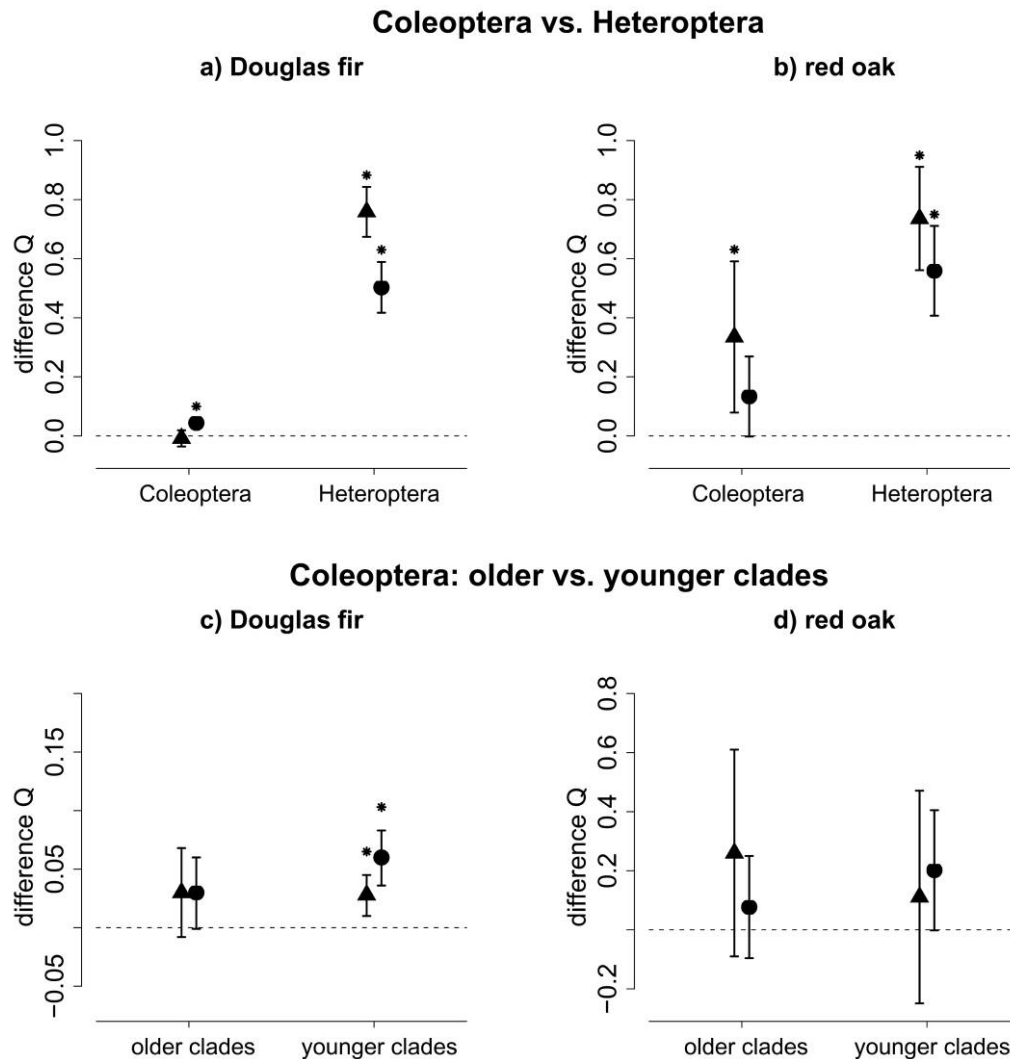 Coleoptera vs. Heteroptera
a) Douglas fir
b) red oak
difference Q
1.0
0.8
0.6
0.4
0.2
0.0
*
*
*
Coleoptera
Heteroptera
difference Q
1.0
0.8
0.6
0.4
0.2
0.0
*
*
*
Coleoptera
Heteroptera
Coleoptera: older vs. younger clades
c) Douglas fir
d) red oak
difference Q
0.15
0.05
−0.05
*
*
older clades
younger clades
difference Q
0.8
0.6
0.4
0.2
−0.2
older clades
younger clades